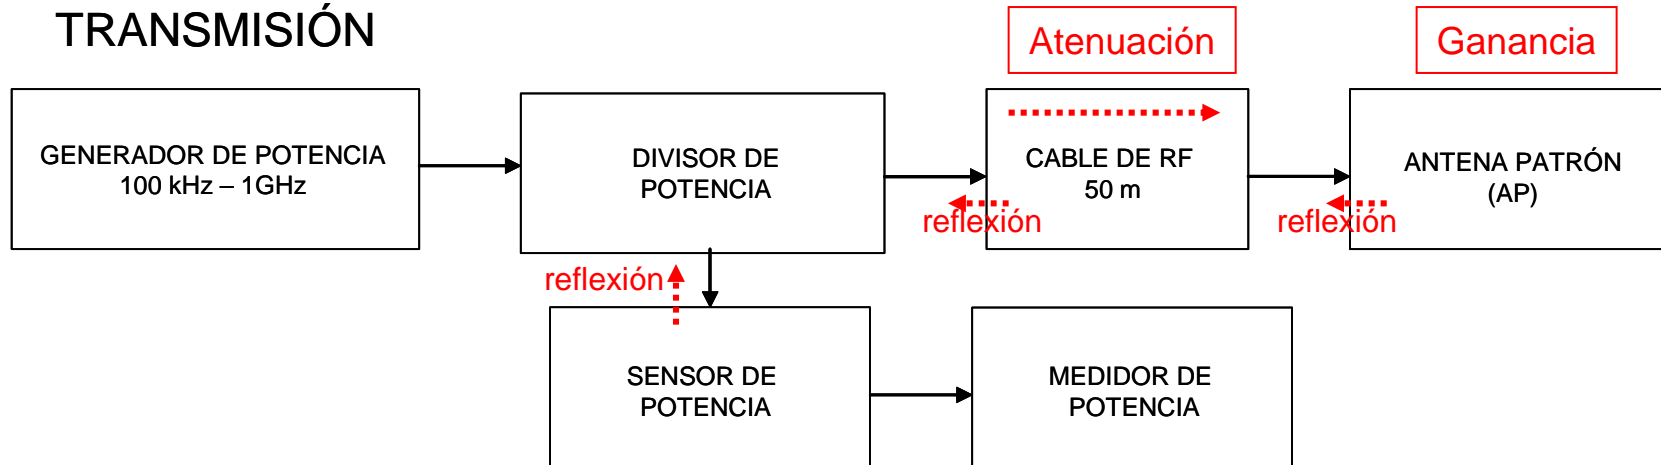 TRANSMISIÓN
Atenuación
Ganancia
GENERADOR DE POTENCIA
100 kHz – 1GHz
DIVISOR DE
POTENCIA
CABLE DE RF
50 m
ANTENA PATRÓN
(AP)
reflexión
reflexión
reflexión
SENSOR DE
POTENCIA
MEDIDOR DE
POTENCIA